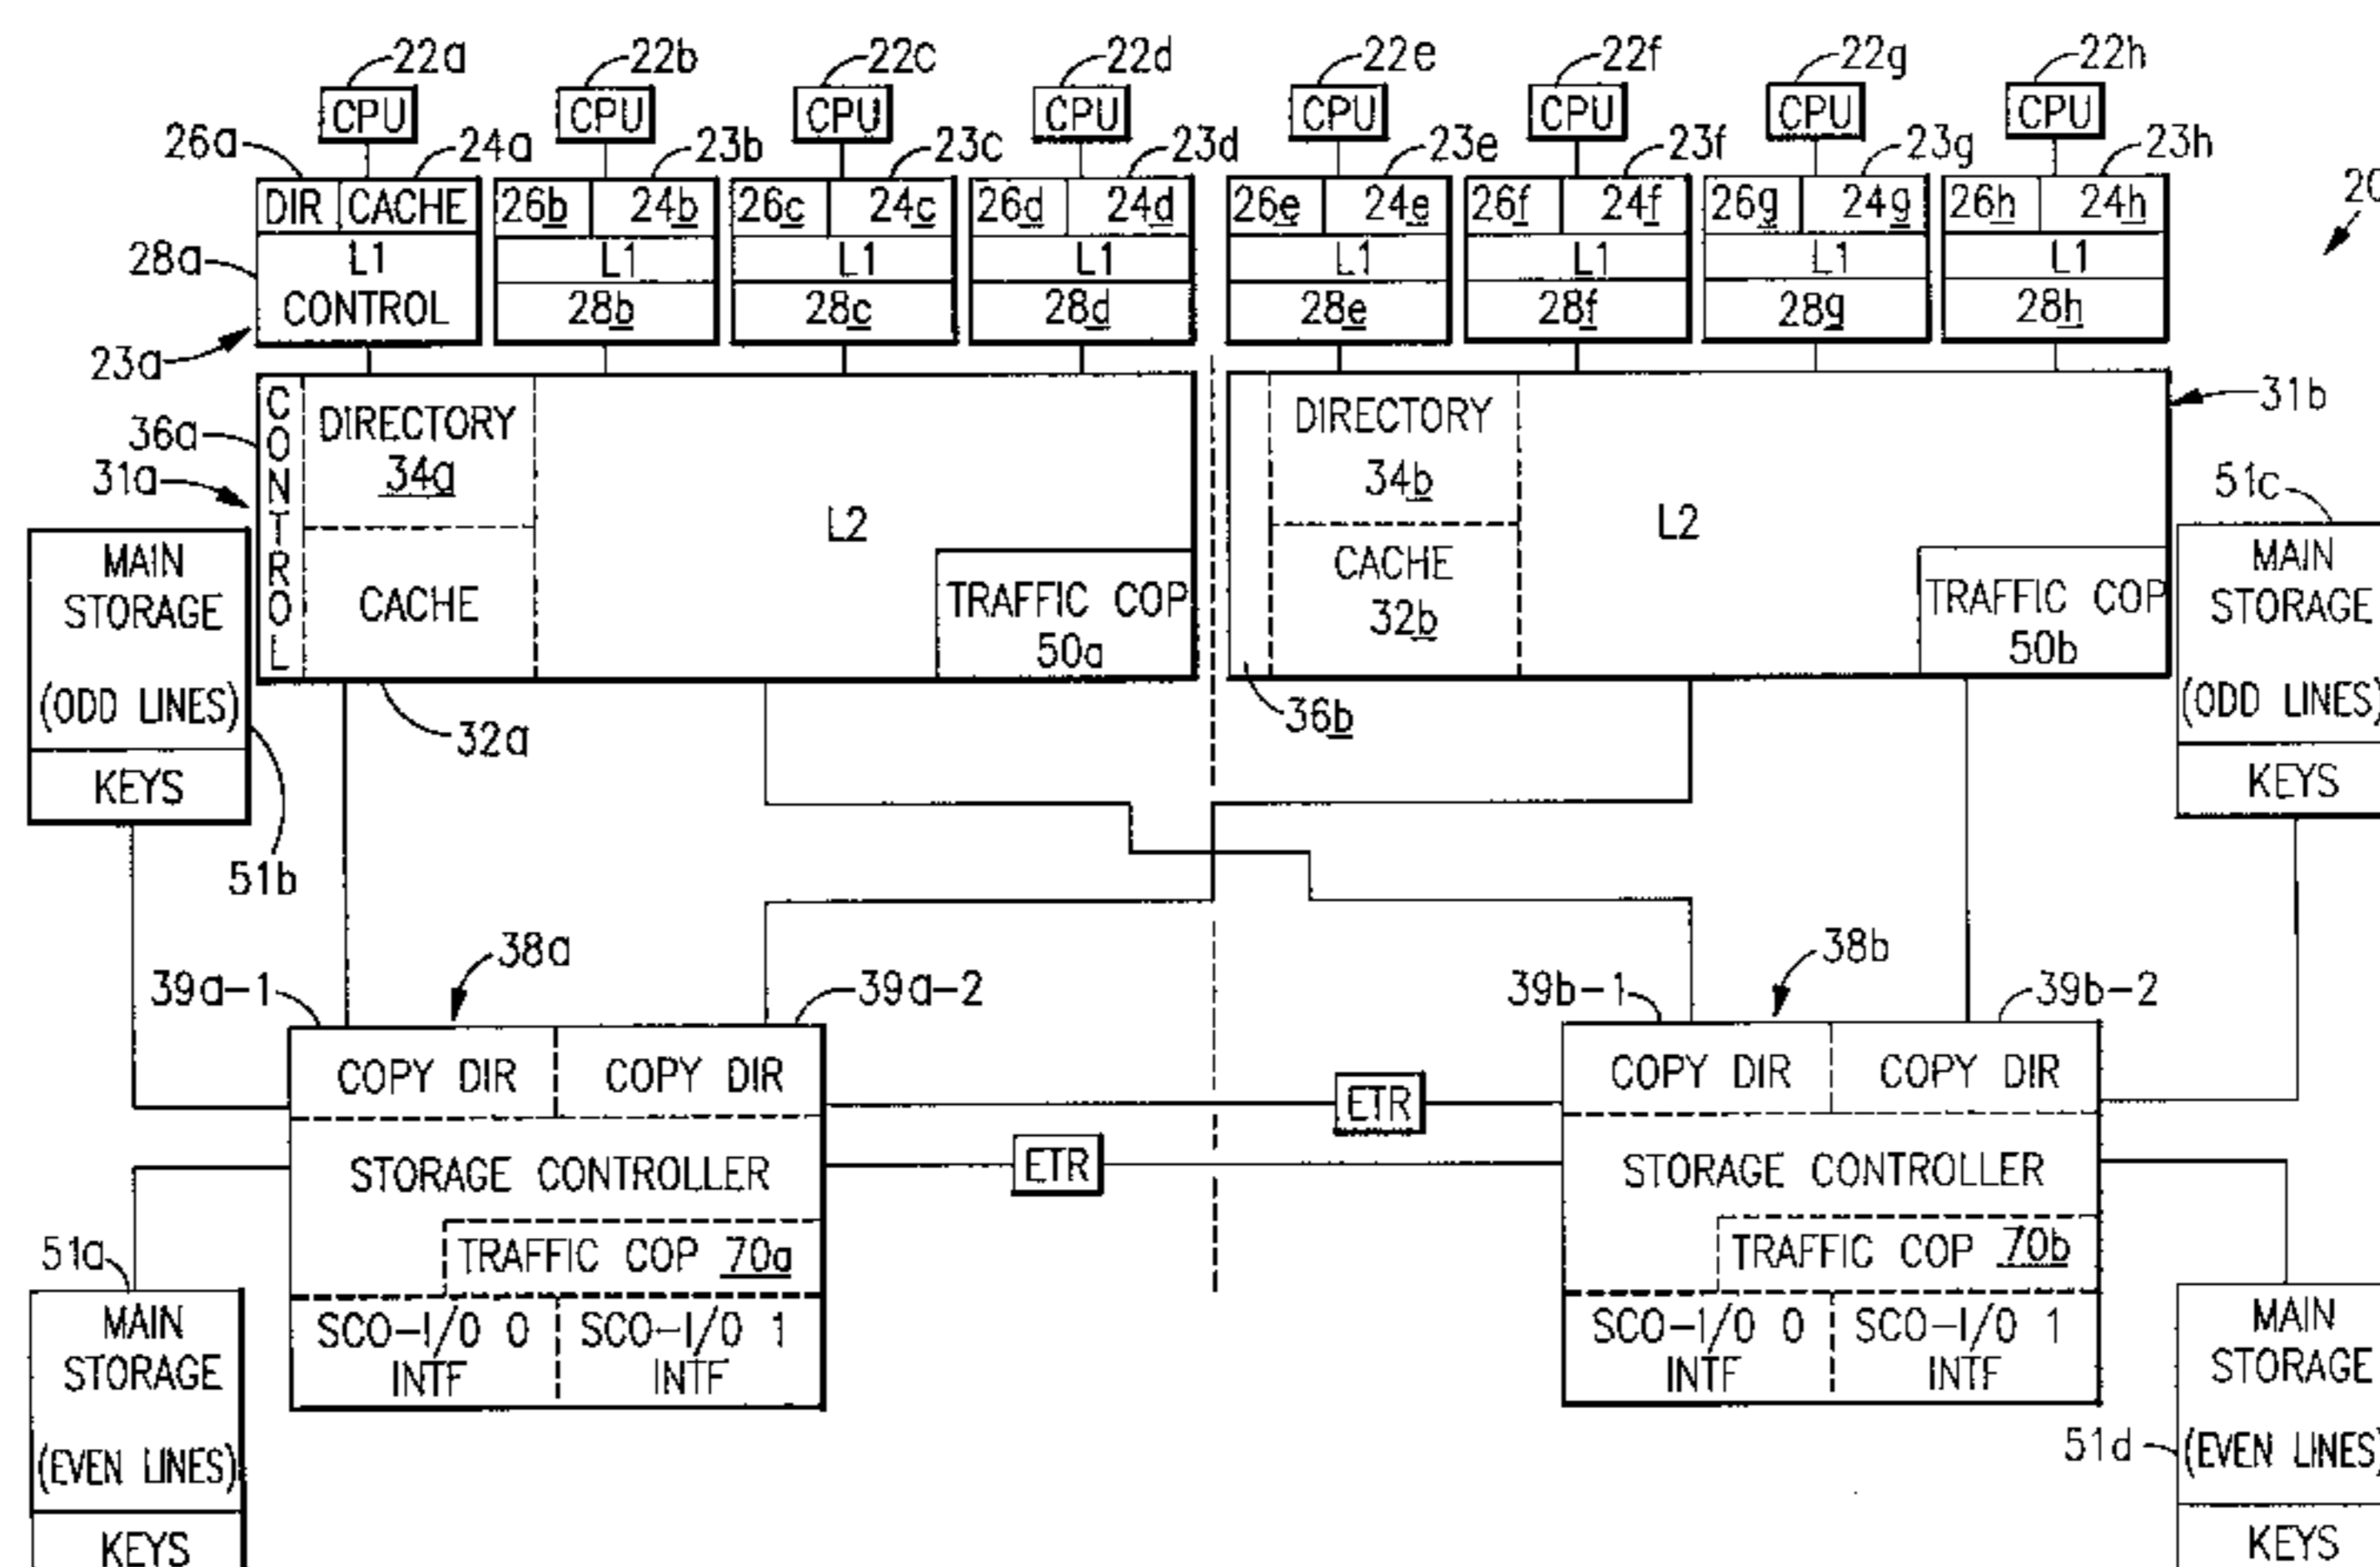 22a 22b 22c 22d 22e 22f 22g 22h
CPU CPU CPU CPU CPU CPU CPU CPU
26a 24a 23b 23c 23d 23e 23f 23g 23h
20
DIR CACHE 26b 24b 26c 24c 26d 24d 26e 24e 26f 24f 26g 24g 26h 24h
28a L1 L1 L1 L1 L1 L1 L1 L1
CONTROL 28b 28c 28d 28e 28f 28g 28h
23a
36a CONTROL DIRECTORY DIRECTORY 31b
31a 34a 34b 51c
L2 L2
MAIN CACHE MAIN
STORAGE CACHE TRAFFIC COP 32b TRAFFIC COP STORAGE
50a 50b
(ODD LINES) 32a 36b (ODD LINES)
KEYS KEYS
51b
38a 38b
39a-1 39a-2 39b-1 39b-2
COPY DIR COPY DIR COPY DIR COPY DIR
ETR
ETR
STORAGE CONTROLLER STORAGE CONTROLLER
51a TRAFFIC COP 70a TRAFFIC COP 70b
MAIN SCO-I/O 0 SCO-I/O 1 SCO-I/O 0 SCO-I/O 1 MAIN
STORAGE INTF INTF INTF INTF STORAGE
(EVEN LINES) 51d (EVEN LINES)
KEYS KEYS